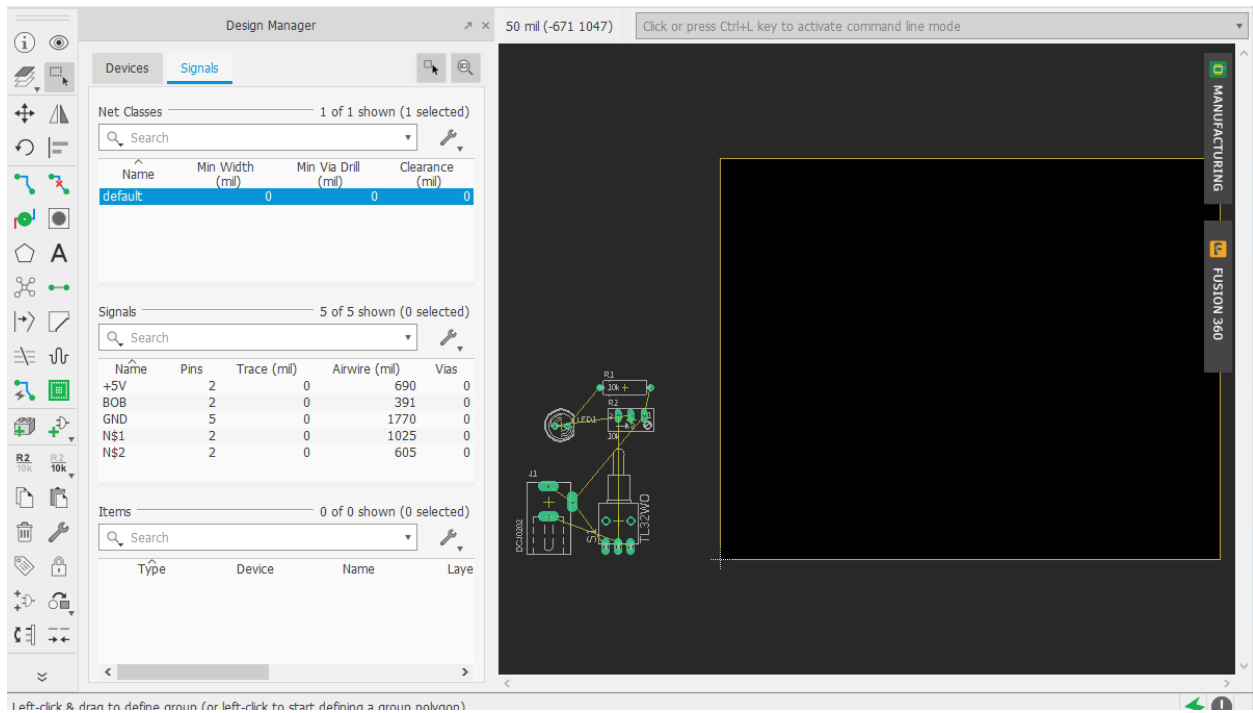 Design Manager
50 mil (-671 1047)
Click or press Ctrl+L key to activate command line mode
Devices Signals
Net Classes 1 of 1 shown (1 selected)
Search
Name Min Width (mil) Min Via Drill (mil) Clearance (mil)
default 0 0 0
Signals 5 of 5 shown (0 selected)
Search
Name Pins Trace (mil) Airwire (mil) Vias
+5V 2 0 690 0
BOB 2 0 391 0
GND 5 0 1770 0
N$1 2 0 1025 0
N$2 2 0 605 0
Items 0 of 0 shown (0 selected)
Search
Type Device Name Laye
R2 10k
R2 10k
A
R1
10k
R2
LED1
10k
J1
DCJ0202
S1
TL32WO
MANUFACTURING
FUSION 360
Left-click & drag to define group (or left-click to start defining a group polygon)